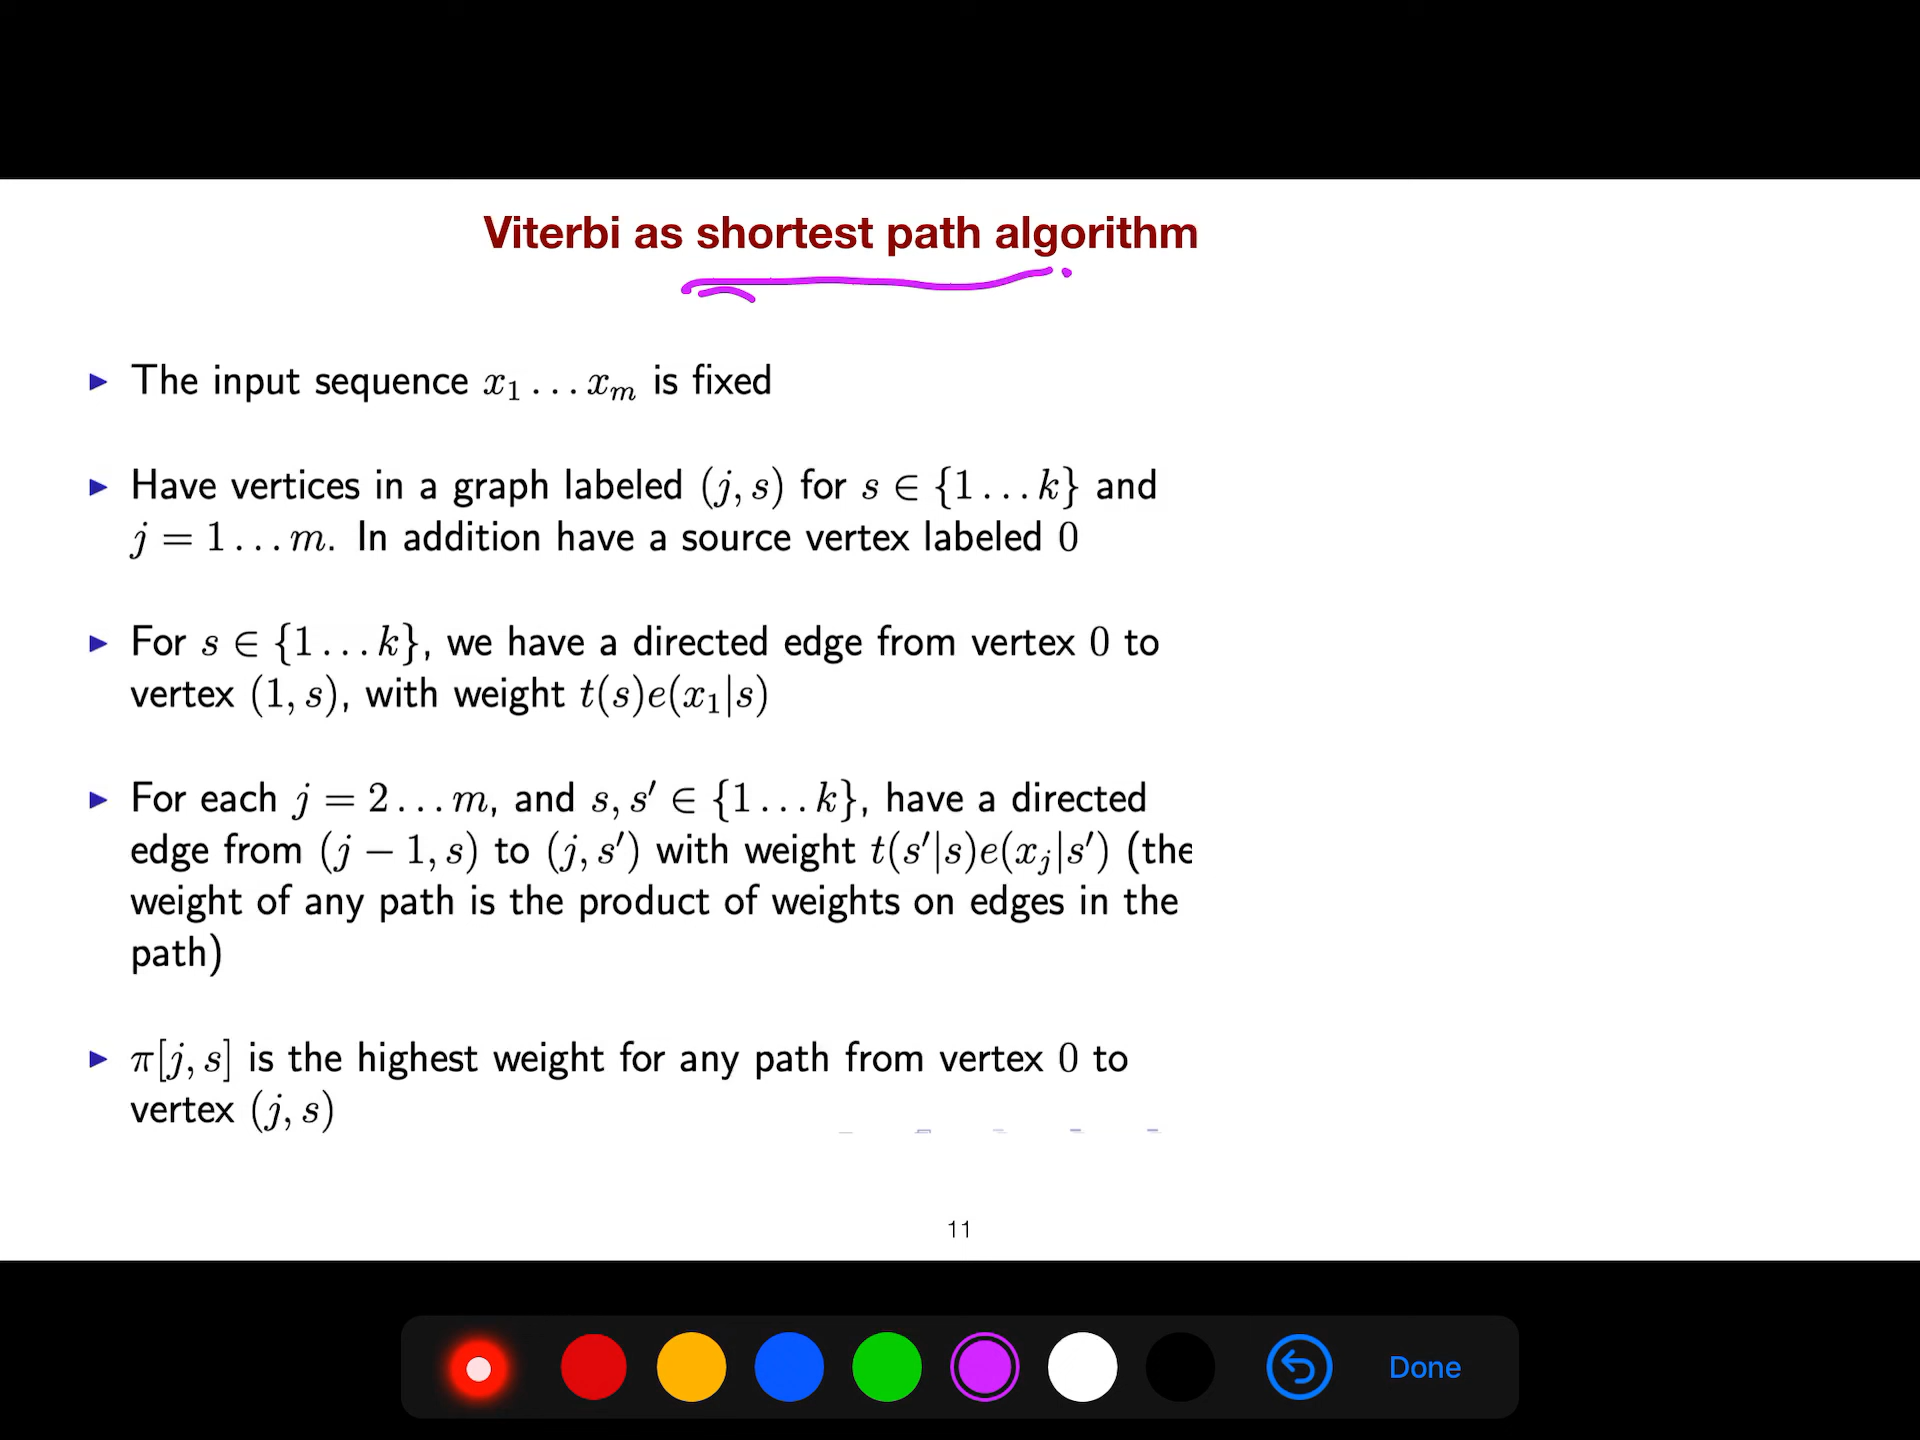 Viterbi as shortest path algorithm
▶ The input sequence x₁ … xₘ is fixed
▶ Have vertices in a graph labeled (j, s) for s ∈ {1 … k} and
j = 1 … m. In addition have a source vertex labeled 0
▶ For s ∈ {1 … k}, we have a directed edge from vertex 0 to
vertex (1, s), with weight t(s)e(x₁|s)
▶ For each j = 2 … m, and s, s′ ∈ {1 … k}, have a directed
edge from (j − 1, s) to (j, s′) with weight t(s′|s)e(xⱼ|s′) (the
weight of any path is the product of weights on edges in the
path)
▶ π[j, s] is the highest weight for any path from vertex 0 to
vertex (j, s)
11
Done